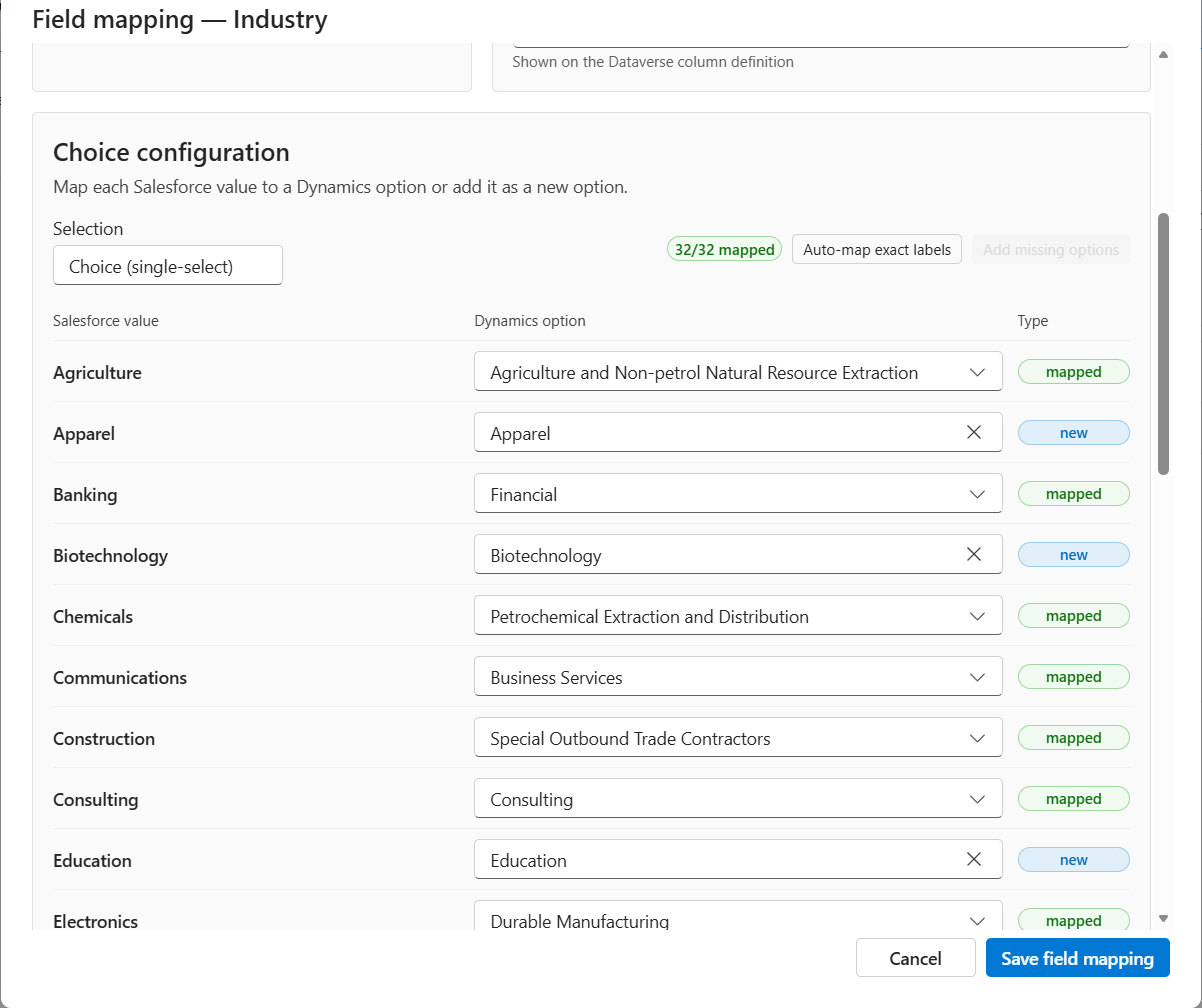 Field mapping — Industry
Shown on the Dataverse column definition
Choice configuration
Map each Salesforce value to a Dynamics option or add it as a new option.
Selection
Choice (single-select)
32/32 mapped
Auto-map exact labels
Add missing options
Salesforce value Dynamics option Type
Agriculture Agriculture and Non-petrol Natural Resource Extraction mapped
Apparel Apparel new
Banking Financial mapped
Biotechnology Biotechnology new
Chemicals Petrochemical Extraction and Distribution mapped
Communications Business Services mapped
Construction Special Outbound Trade Contractors mapped
Consulting Consulting mapped
Education Education new
Electronics Durable Manufacturing mapped
Cancel Save field mapping